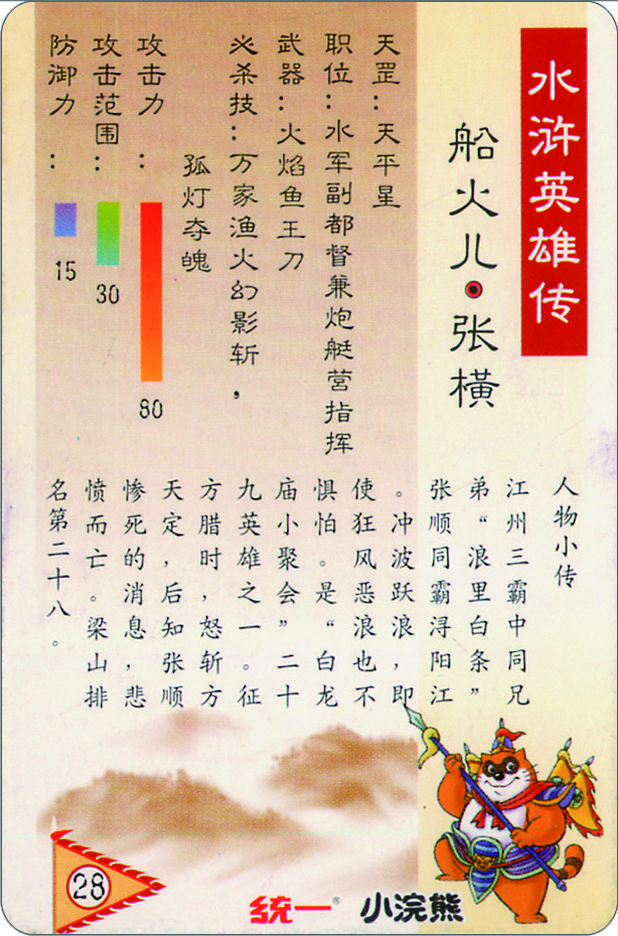 水浒英雄传
船火儿·张横
天罡：天平星
职位：水军副都督兼炮艇营指挥
武器：火焰鱼王刀
必杀技：万家渔火幻影斩，
孤灯夺魄
攻击力：
80
攻击范围：
30
防御力：
15
人物小传
江州三霸中同兄
弟“浪里白条”
张顺同霸浔阳江
。冲波跃浪，即
使狂风恶浪也不
惧怕。是“白龙
庙小聚会”二十
九英雄之一。征
方腊时，怒斩方
天定，后知张顺
惨死的消息，悲
愤而亡。梁山排
名第二十八。
28
统一® 小浣熊